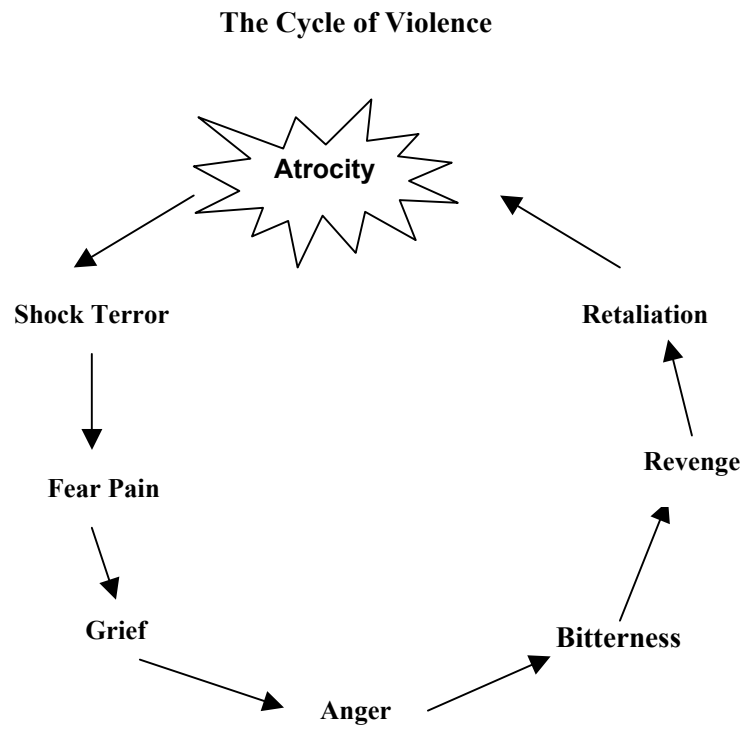 The Cycle of Violence
Atrocity
Shock Terror
Fear Pain
Grief
Anger
Bitterness
Revenge
Retaliation